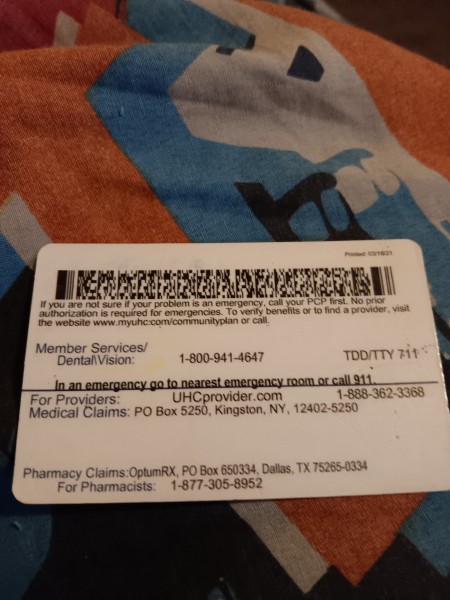 Printed: 03/16/21
If you are not sure if your problem is an emergency, call your PCP first. No prior
authorization is required for emergencies. To verify benefits or to find a provider, visit
the website www.myuhc.com/communityplan or call.
Member Services/
Dental\Vision: 1-800-941-4647 TDD/TTY 711
In an emergency go to nearest emergency room or call 911.
For Providers: UHCprovider.com 1-888-362-3368
Medical Claims: PO Box 5250, Kingston, NY, 12402-5250
Pharmacy Claims:OptumRX, PO Box 650334, Dallas, TX 75265-0334
For Pharmacists: 1-877-305-8952